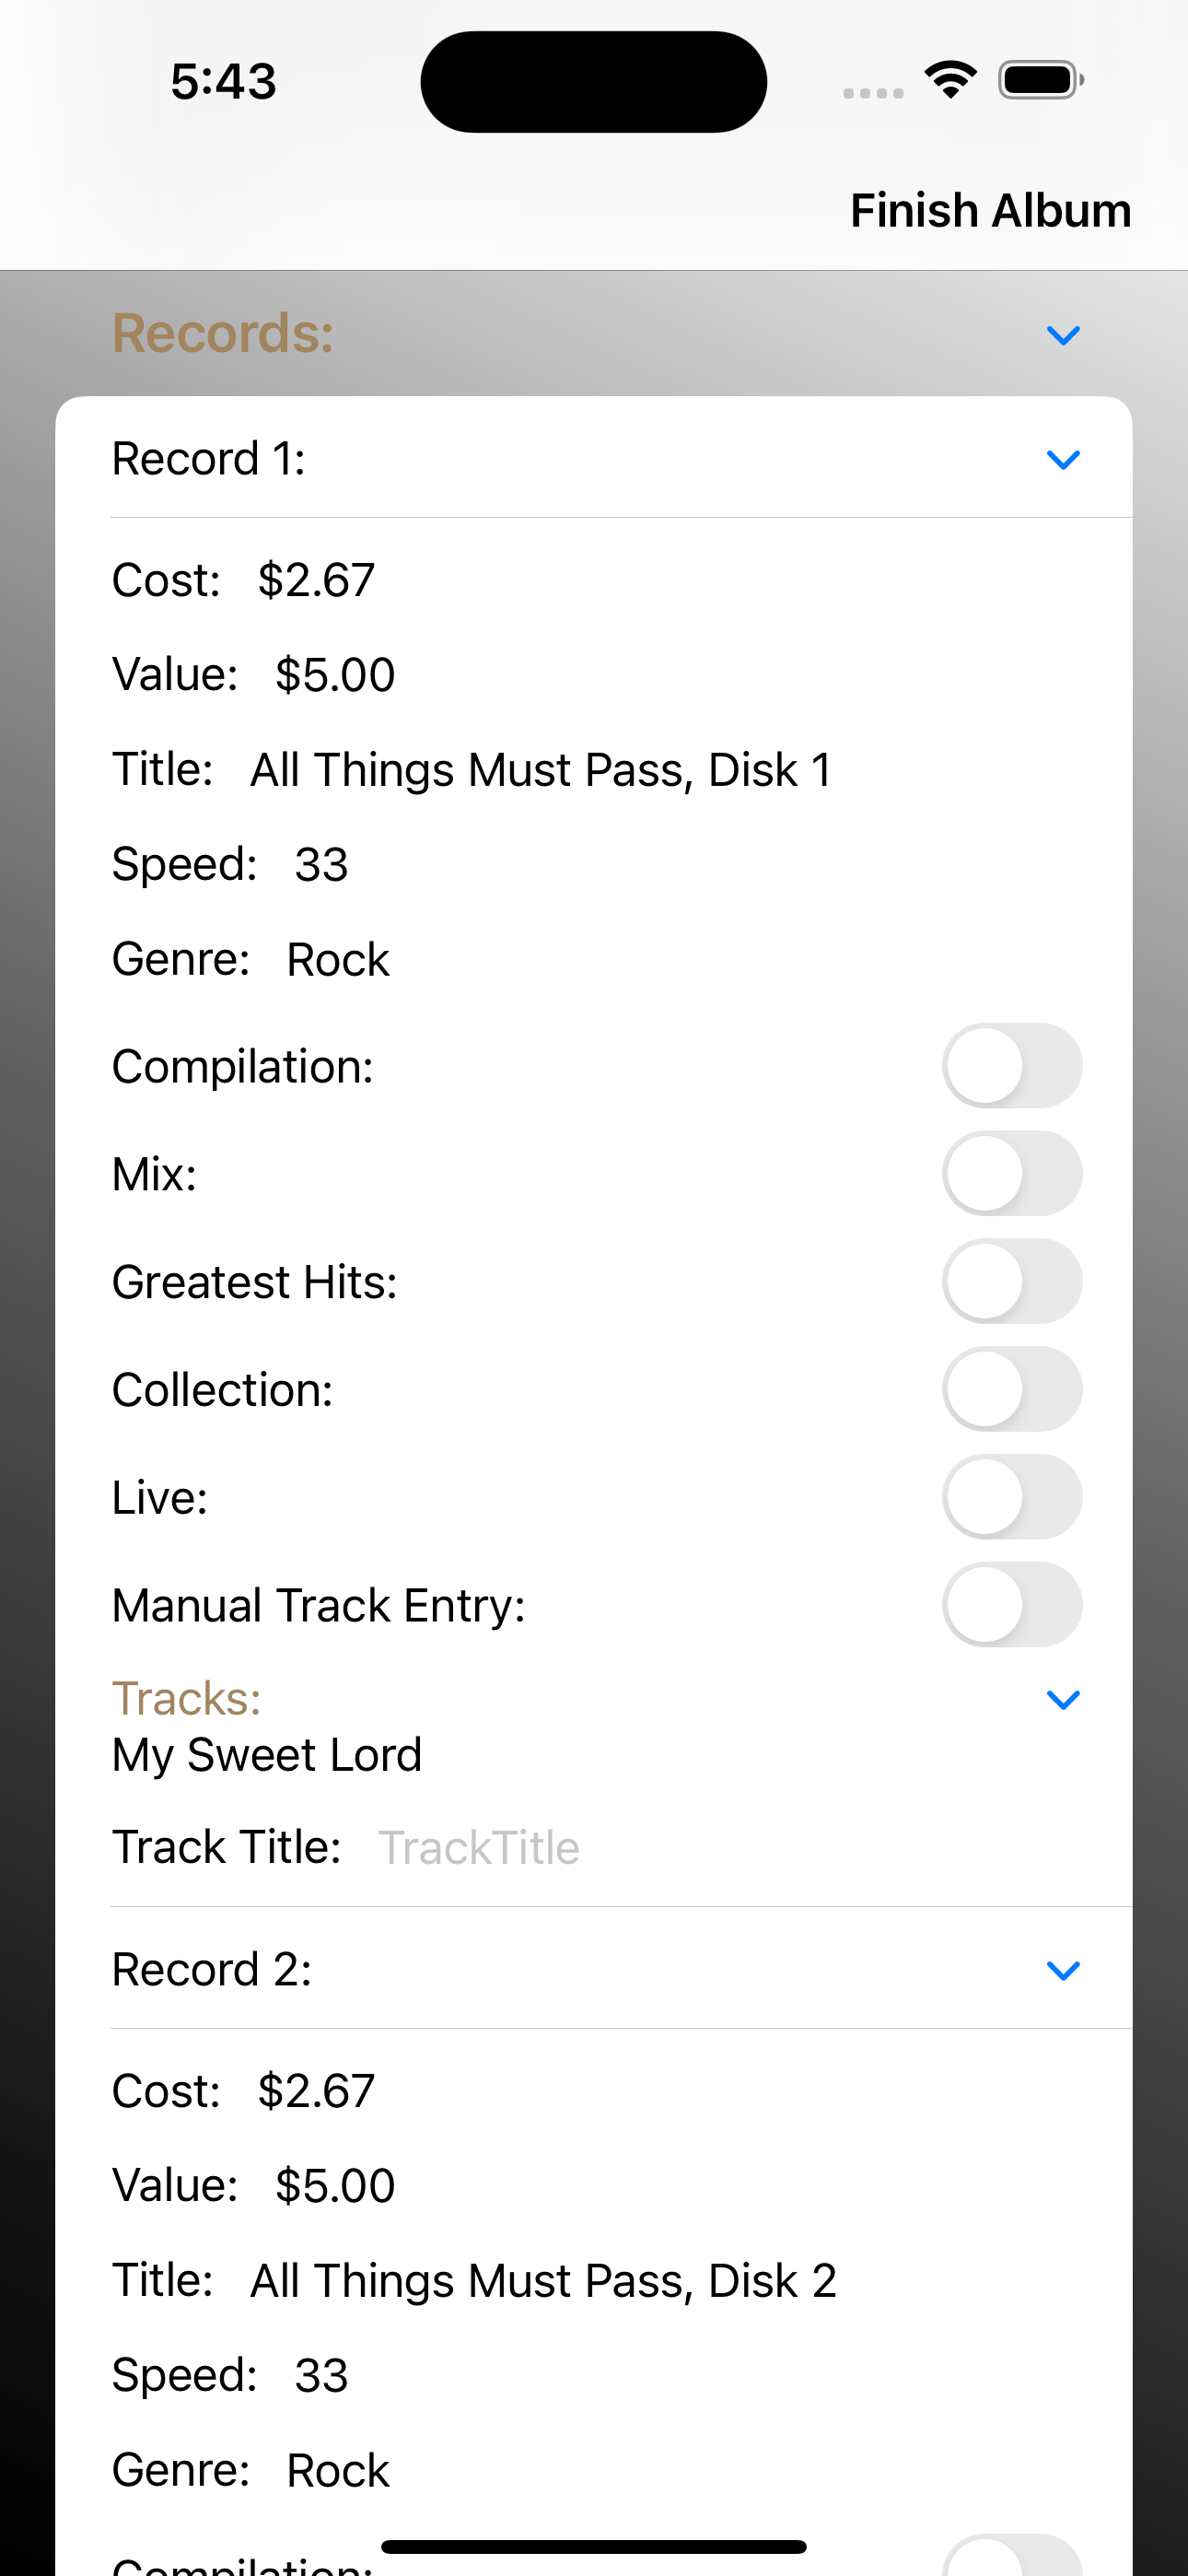 5:43
Finish Album
Records:
Record 1:
Cost: $2.67
Value: $5.00
Title: All Things Must Pass, Disk 1
Speed: 33
Genre: Rock
Compilation:
Mix:
Greatest Hits:
Collection:
Live:
Manual Track Entry:
Tracks:
My Sweet Lord
Track Title: TrackTitle
Record 2:
Cost: $2.67
Value: $5.00
Title: All Things Must Pass, Disk 2
Speed: 33
Genre: Rock
Compilation: